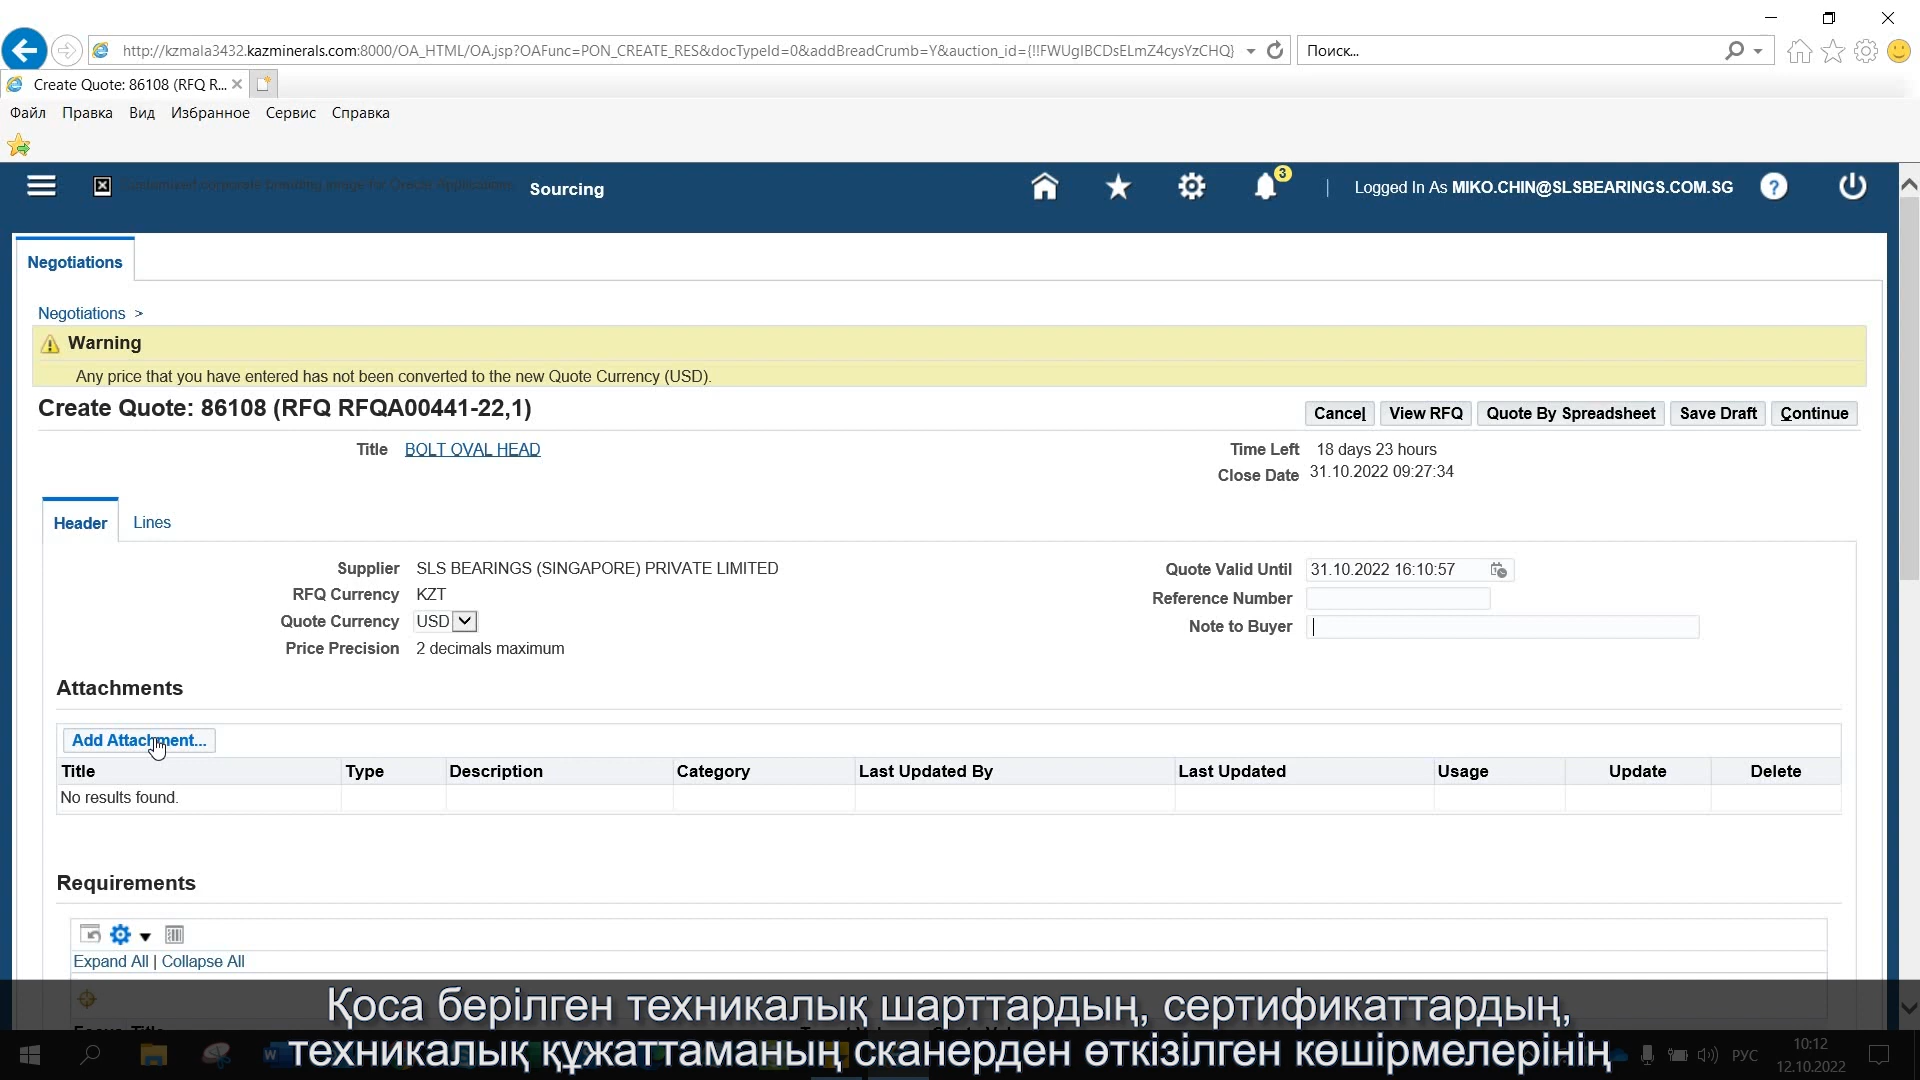 http://kzmala3432.kazminerals.com:8000/OA_HTML/OA.jsp?OAFunc=PON_CREATE_RES&docTypeId=0&addBreadCrumb=Y&auction_id={!!FWUgIBCDsELmZ4cysYzCHQ}
Поиск...
Create Quote: 86108 (RFQ R...
Файл Правка Вид Избранное Сервис Справка
Customized corporate branding image for Oracle Applications
Sourcing
3
Logged In As MIKO.CHIN@SLSBEARINGS.COM.SG
Negotiations
Negotiations >
Warning
Any price that you have entered has not been converted to the new Quote Currency (USD).
Create Quote: 86108 (RFQ RFQA00441-22,1)
Cancel View RFQ Quote By Spreadsheet Save Draft Continue
Title BOLT OVAL HEAD
Time Left 18 days 23 hours
Close Date 31.10.2022 09:27:34
Header Lines
Supplier SLS BEARINGS (SINGAPORE) PRIVATE LIMITED
RFQ Currency KZT
Quote Currency USD
Price Precision 2 decimals maximum
Quote Valid Until 31.10.2022 16:10:57
Reference Number
Note to Buyer
Attachments
Add Attachment...
Title Type Description Category Last Updated By Last Updated Usage Update Delete
No results found.
Requirements
Expand All | Collapse All
Қоса берілген техникалық шарттардың, сертификаттардың,
техникалық құжаттаманың сканерден өткізілген көшірмелерінің
РУС
10:12
12.10.2022